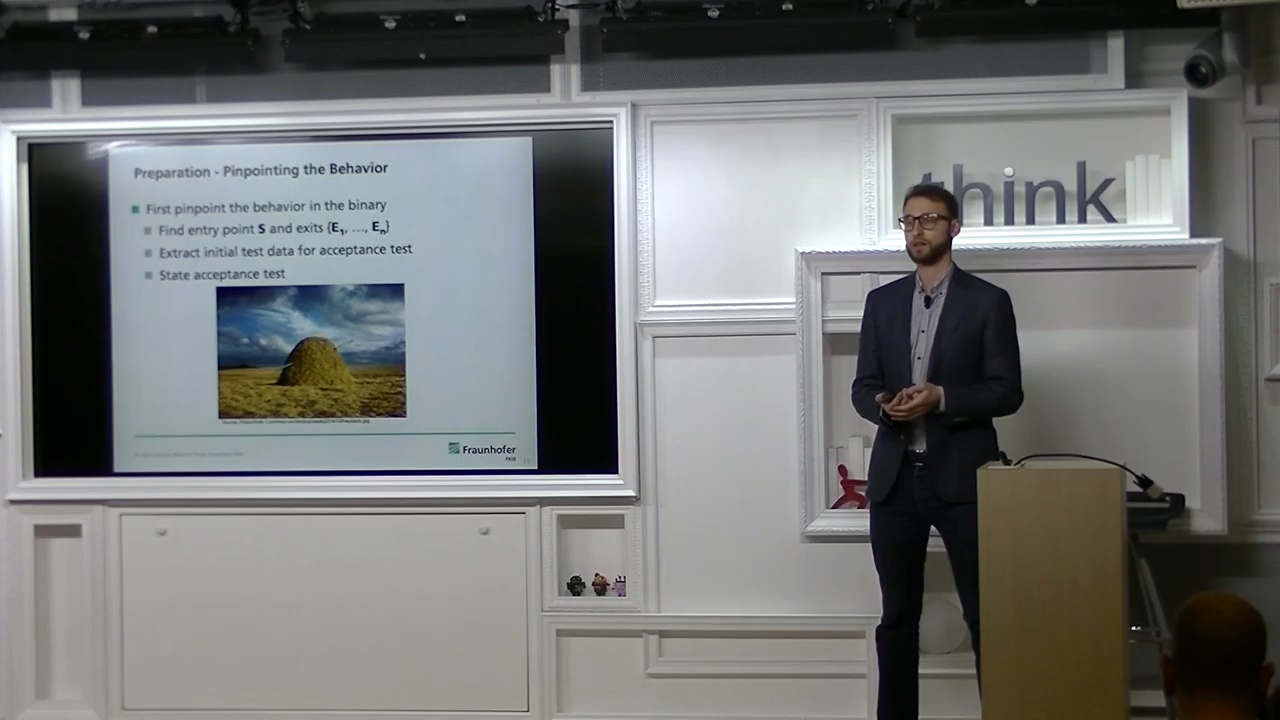 Preparation - Pinpointing the Behavior
First pinpoint the behavior in the binary
Find entry point S and exits {E1, ..., En}
Extract initial test data for acceptance test
State acceptance test
Fraunhofer
FKIE
think